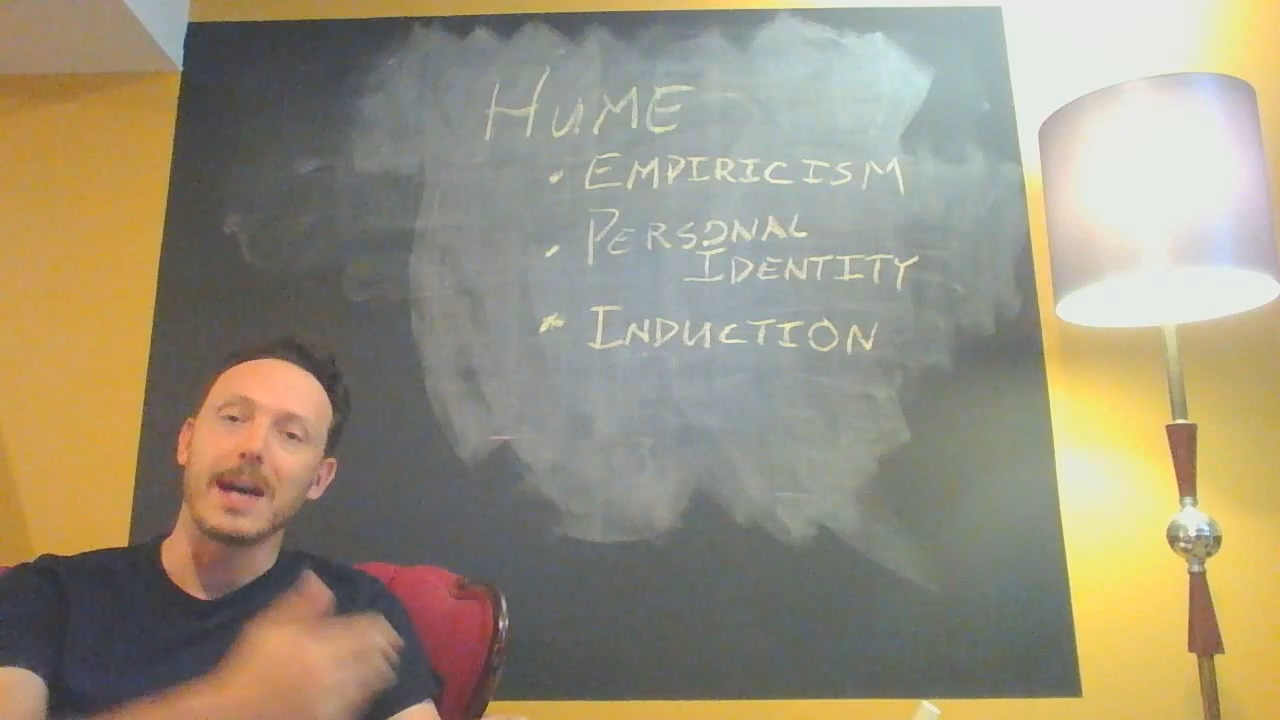 HUME
• EMPIRICISM
• PERSONAL
IDENTITY
• INDUCTION